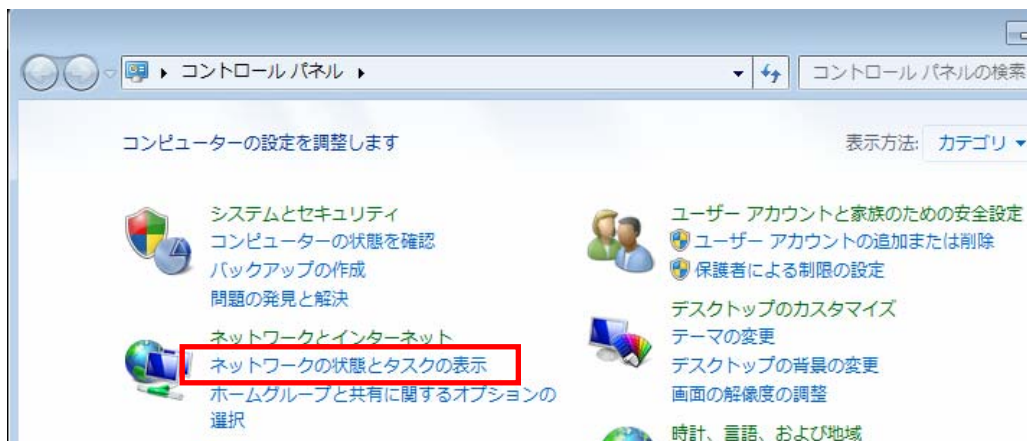 コントロール パネル
コントロール パネルの検索
コンピューターの設定を調整します
表示方法: カテゴリ
システムとセキュリティ
コンピューターの状態を確認
バックアップの作成
問題の発見と解決
ネットワークとインターネット
ネットワークの状態とタスクの表示
ホームグループと共有に関するオプションの
選択
ユーザー アカウントと家族のための安全設定
ユーザー アカウントの追加または削除
保護者による制限の設定
デスクトップのカスタマイズ
テーマの変更
デスクトップの背景の変更
画面の解像度の調整
時計、言語、および地域